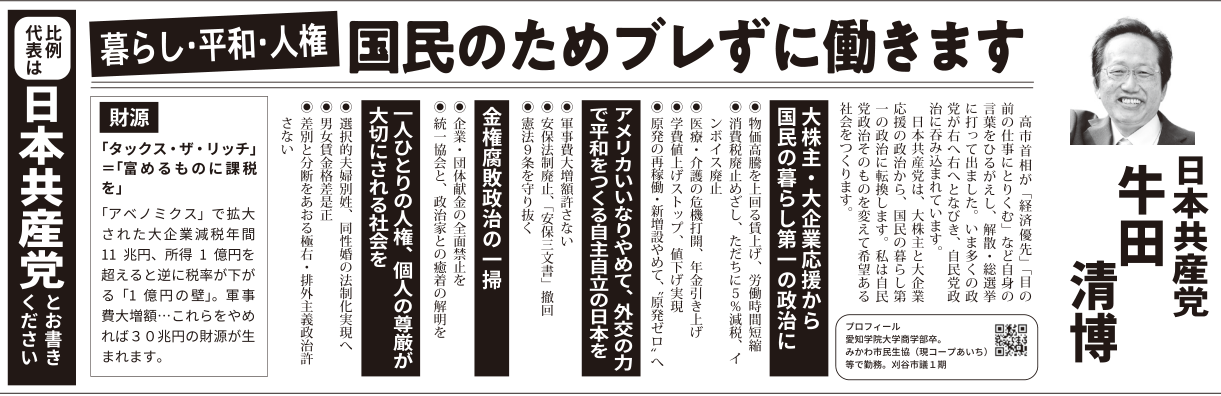 日本共産党
牛田 清博
暮らし・平和・人権
国民のためブレずに働きます
高市首相が「経済優先」「目の
前の仕事にとりくむ」など自身の
言葉をひるがえし、解散・総選挙
に打って出ました。いま多くの政
党が右へ右へとなびき、自民党政
治に呑み込まれています。
日本共産党は、大株主と大企業
応援の政治から、国民の暮らし第
一の政治に転換します。私は自民
党政治そのものを変えて希望ある
社会をつくります。
プロフィール
愛知学院大学商学部卒。
みかわ市民生協（現コープあいち）
等で勤務。刈谷市議１期
大株主・大企業応援から
国民の暮らし第一の政治に
●物価高騰を上回る賃上げ、労働時間短縮
●消費税廃止めざし、ただちに５％減税、イ
ンボイス廃止
●医療・介護の危機打開、年金引き上げ
●学費値上げストップ、値下げ実現
●原発の再稼働・新増設やめて、“原発ゼロ”へ
アメリカいいなりやめて、外交の力
で平和をつくる自主自立の日本を
●軍事費大増額許さない
●安保法制廃止、「安保三文書」撤回
●憲法９条を守り抜く
金権腐敗政治の一掃
●企業・団体献金の全面禁止を
●統一協会と、政治家との癒着の解明を
一人ひとりの人権、個人の尊厳が
大切にされる社会を
●選択的夫婦別姓、同性婚の法制化実現へ
●男女賃金格差是正
●差別と分断をあおる極右・排外主義政治許
さない
財源
「タックス・ザ・リッチ」
＝「富めるものに課税
を」
「アベノミクス」で拡大
された大企業減税年間
11 兆円、所得 1 億円を
超えると逆に税率が下が
る「1 億円の壁」。軍事
費大増額…これらをやめ
れば３０兆円の財源が生
まれます。
比例
代表は
日本共産党
とお書き
ください